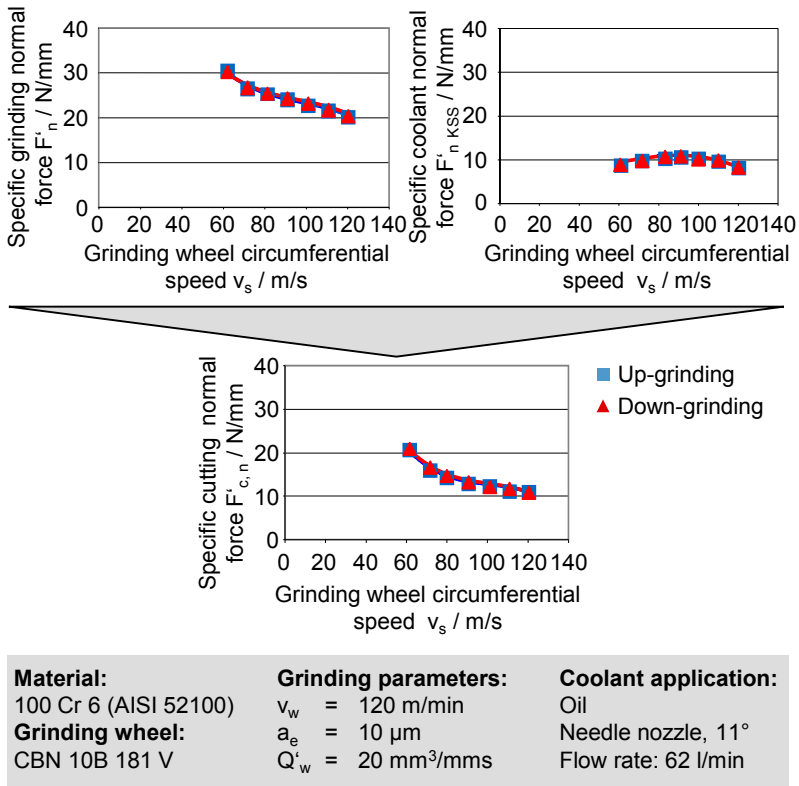 Specific grinding normal
force F‘n / N/mm
40
30
20
10
0
0 20 40 60 80 100 120 140
Grinding wheel circumferential
speed vs / m/s
Specific coolant normal
force F‘n KSS / N/mm
40
30
20
10
0
0 20 40 60 80 100 120 140
Grinding wheel circumferential
speed vs / m/s
Specific cutting normal
force F‘c, n / N/mm
40
30
20
10
0
0 20 40 60 80 100 120 140
Grinding wheel circumferential
speed vs / m/s
Up-grinding
Down-grinding
Material:
100 Cr 6 (AISI 52100)
Grinding wheel:
CBN 10B 181 V
Grinding parameters:
vw = 120 m/min
ae = 10 µm
Q‘w = 20 mm³/mms
Coolant application:
Oil
Needle nozzle, 11°
Flow rate: 62 l/min